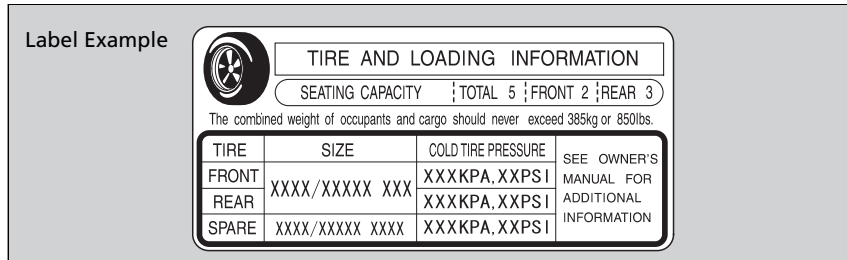 Label Example
TIRE AND LOADING INFORMATION
SEATING CAPACITY TOTAL 5 FRONT 2 REAR 3
The combined weight of occupants and cargo should never exceed 385kg or 850lbs.
TIRE SIZE COLD TIRE PRESSURE SEE OWNER'S
FRONT XXXX/XXXXX XXX XXXKPA,XXPSI MANUAL FOR
REAR XXXKPA,XXPSI ADDITIONAL
SPARE XXXX/XXXXX XXXX XXXKPA,XXPSI INFORMATION